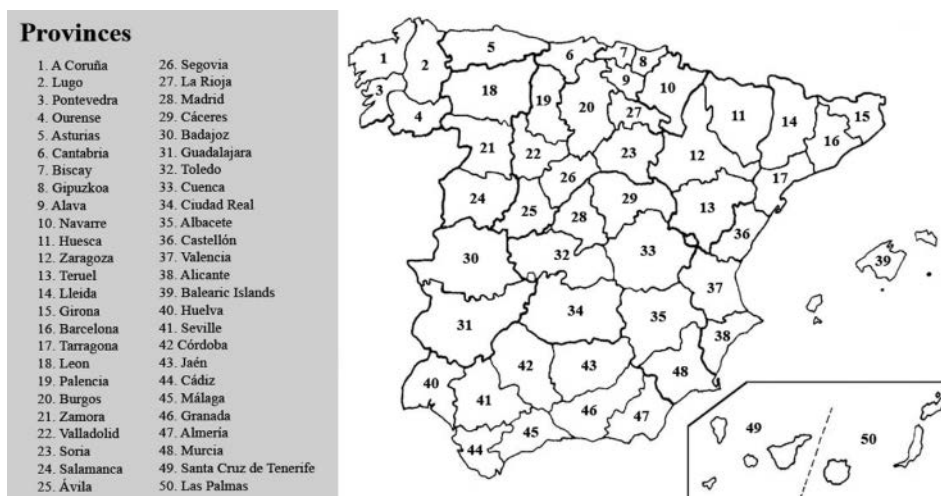 Provinces
1. A Coruña
2. Lugo
3. Pontevedra
4. Ourense
5. Asturias
6. Cantabria
7. Biscay
8. Gipuzkoa
9. Alava
10. Navarre
11. Huesca
12. Zaragoza
13. Teruel
14. Lleida
15. Girona
16. Barcelona
17. Tarragona
18. Leon
19. Palencia
20. Burgos
21. Zamora
22. Valladolid
23. Soria
24. Salamanca
25. Ávila
26. Segovia
27. La Rioja
28. Madrid
29. Cáceres
30. Badajoz
31. Guadalajara
32. Toledo
33. Cuenca
34. Ciudad Real
35. Albacete
36. Castellón
37. Valencia
38. Alicante
39. Balearic Islands
40. Huelva
41. Seville
42 Córdoba
43. Jaén
44. Cádiz
45. Málaga
46. Granada
47. Almería
48. Murcia
49. Santa Cruz de Tenerife
50. Las Palmas
1
2
3
4
5
6
7
8
9
10
11
12
13
14
15
16
17
18
19
20
21
22
23
24
25
26
27
28
29
30
31
32
33
34
35
36
37
38
39
40
41
42
43
44
45
46
47
48
49
50